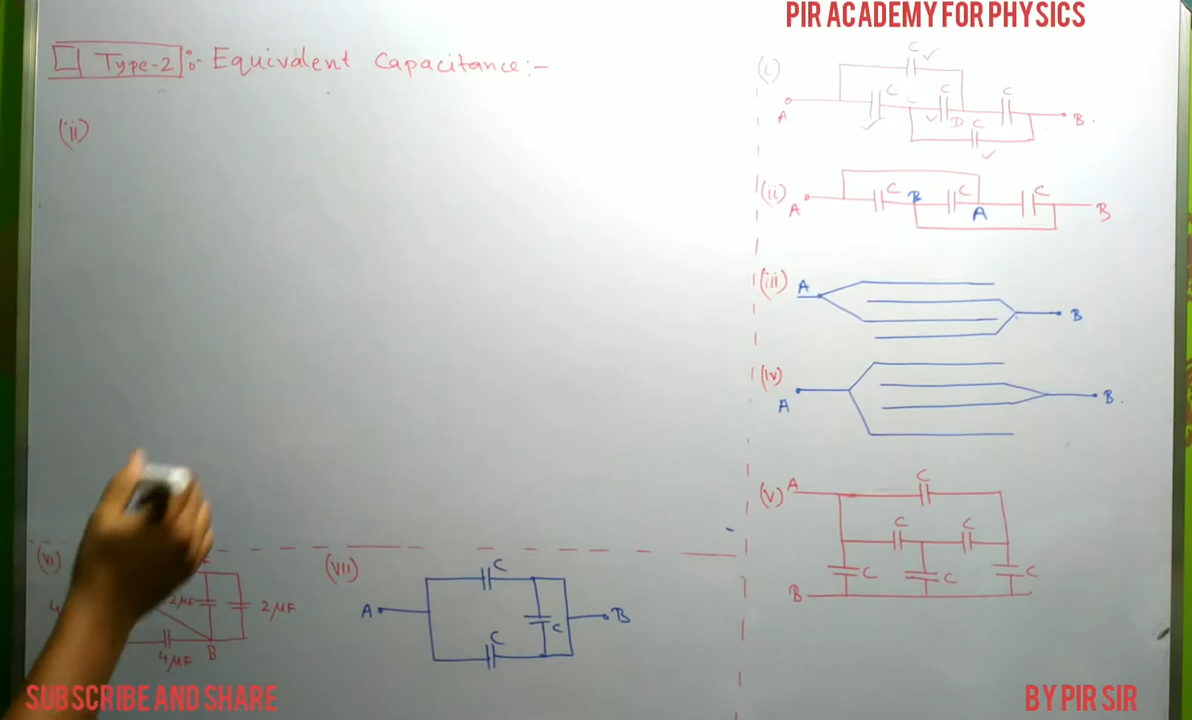 PIR ACADEMY FOR PHYSICS
□ Type-2 :- Equivalent Capacitance:-
(ii)
(i)
C
C C C
A D B.
C
(ii)
C C C
A B A B
(iii) A B
(iv)
A B.
(v) A C
C C
C C C
B
(vi)
2μF 2μF
4μF B
(vii) C
A B
C
C
SUBSCRIBE AND SHARE
BY PIR SIR